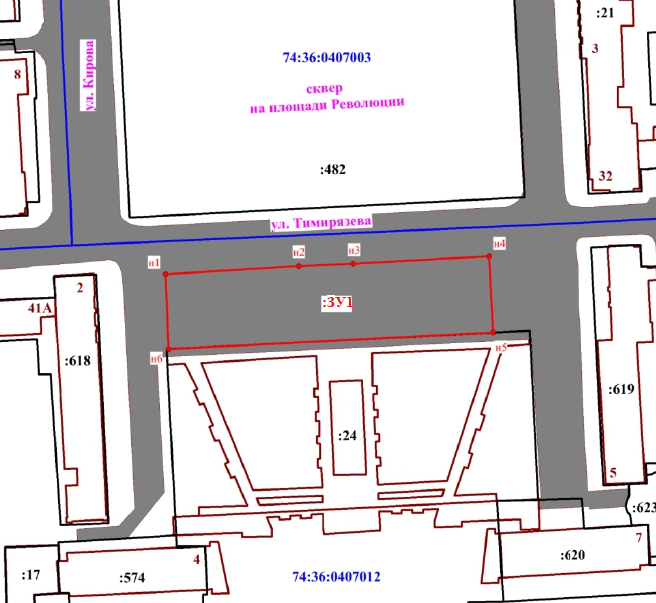 :21
3
8
ул. Кирова
74:36:0407003
сквер
на площади Революции
:482
32
ул. Тимирязева
н1
н2
н3
н4
2
:ЗУ1
41А
н5
н6
:618
:619
:24
5
:623
7
4
:620
:17
:574
74:36:0407012